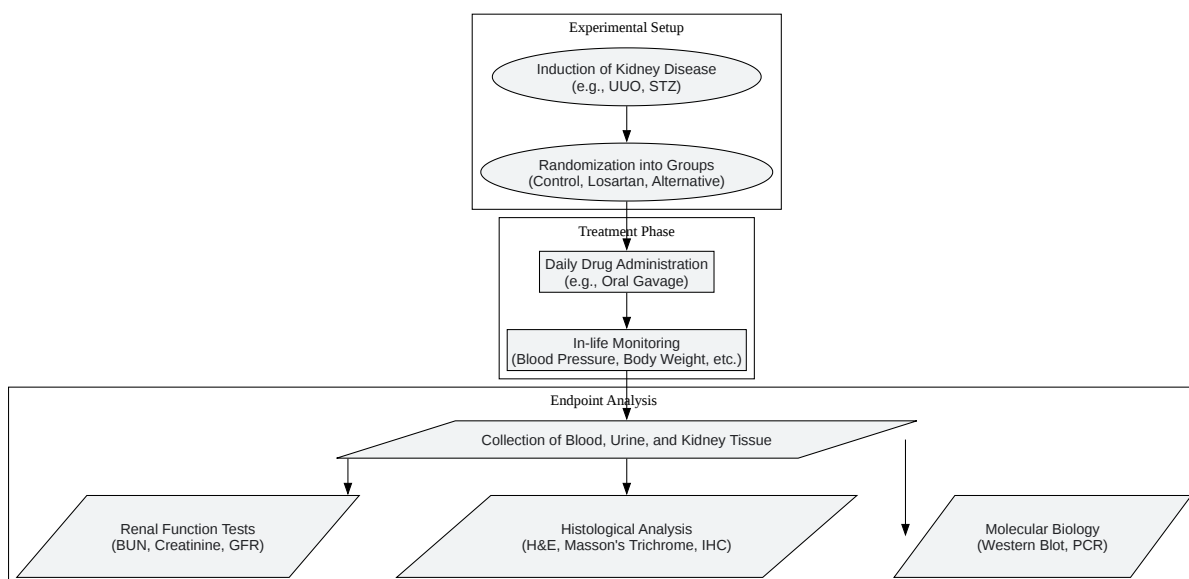 Experimental Setup
Induction of Kidney Disease
(e.g., UUO, STZ)
Randomization into Groups
(Control, Losartan, Alternative)
Treatment Phase
Daily Drug Administration
(e.g., Oral Gavage)
In-life Monitoring
(Blood Pressure, Body Weight, etc.)
Endpoint Analysis
Collection of Blood, Urine, and Kidney Tissue
Renal Function Tests
(BUN, Creatinine, GFR)
Histological Analysis
(H&E, Masson's Trichrome, IHC)
Molecular Biology
(Western Blot, PCR)